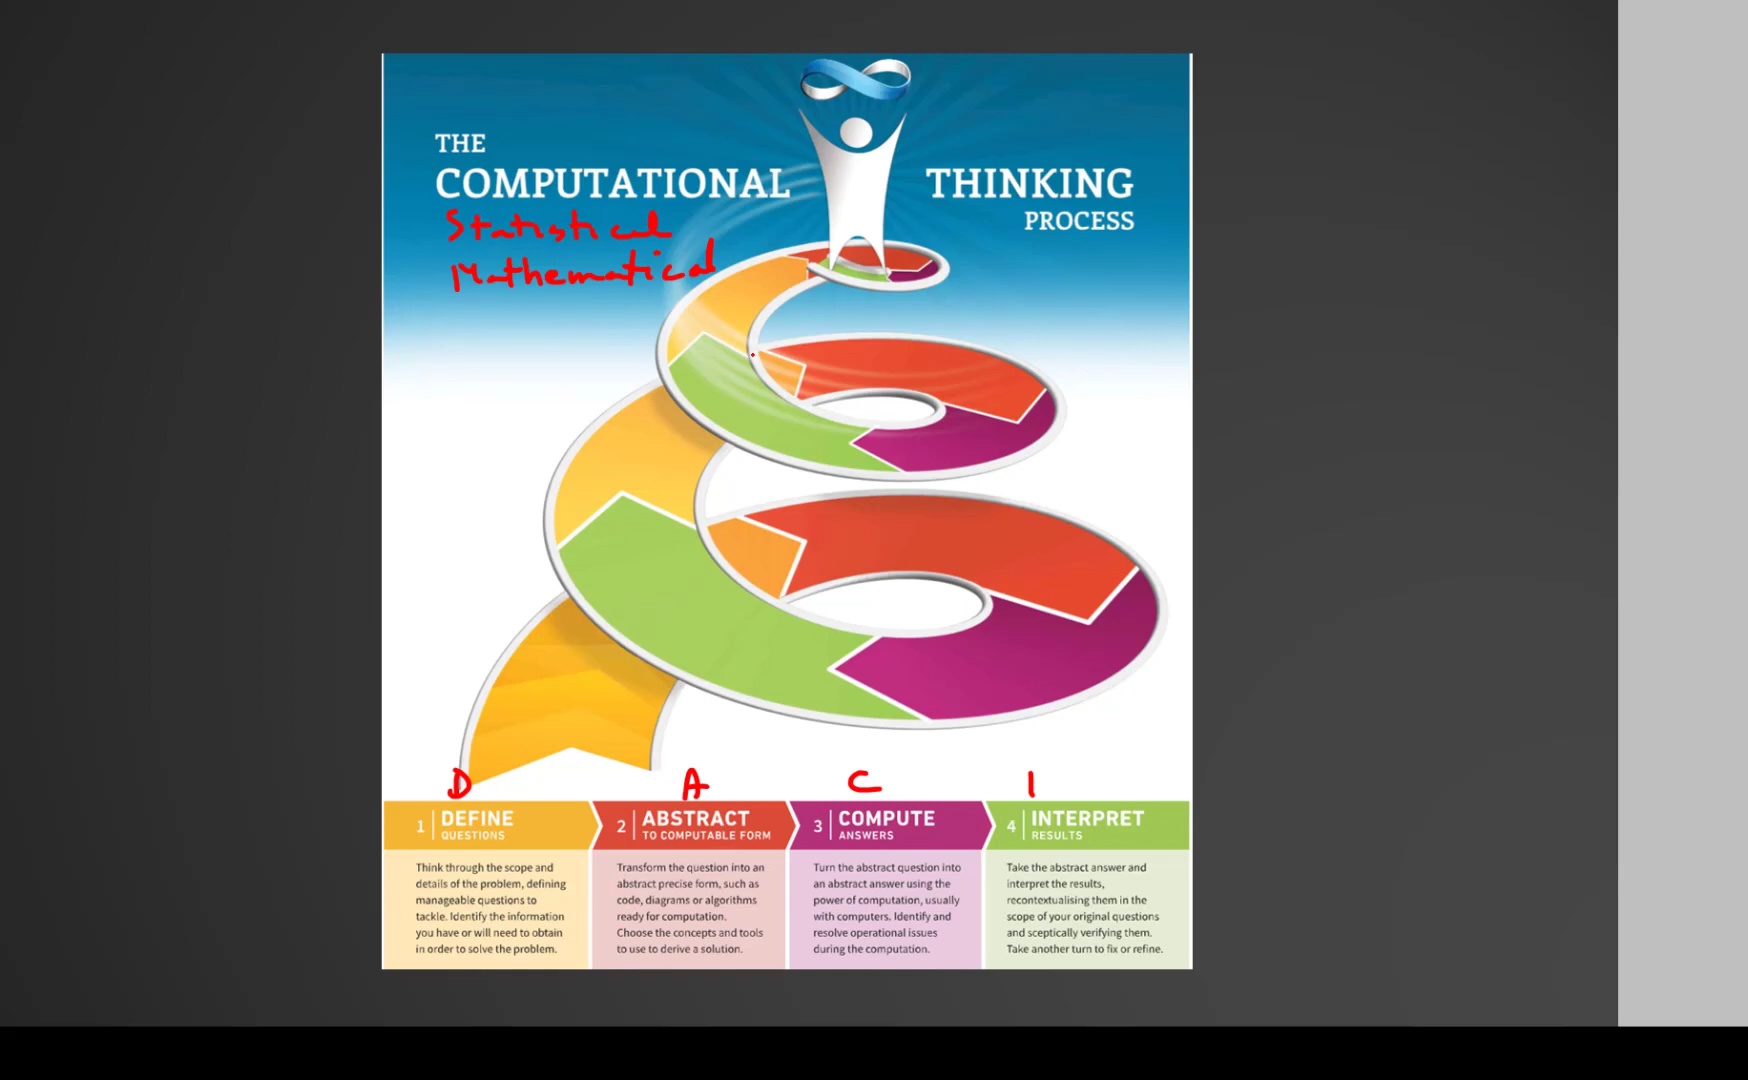 THE
COMPUTATIONAL THINKING
PROCESS
Statistical
Mathematical
D A C I
1 DEFINE
QUESTIONS
Think through the scope and
details of the problem, defining
manageable questions to
tackle. Identify the information
you have or will need to obtain
in order to solve the problem.
2 ABSTRACT
TO COMPUTABLE FORM
Transform the question into an
abstract precise form, such as
code, diagrams or algorithms
ready for computation.
Choose the concepts and tools
to use to derive a solution.
3 COMPUTE
ANSWERS
Turn the abstract question into
an abstract answer using the
power of computation, usually
with computers. Identify and
resolve operational issues
during the computation.
4 INTERPRET
RESULTS
Take the abstract answer and
interpret the results,
recontextualising them in the
scope of your original questions
and sceptically verifying them.
Take another turn to fix or refine.